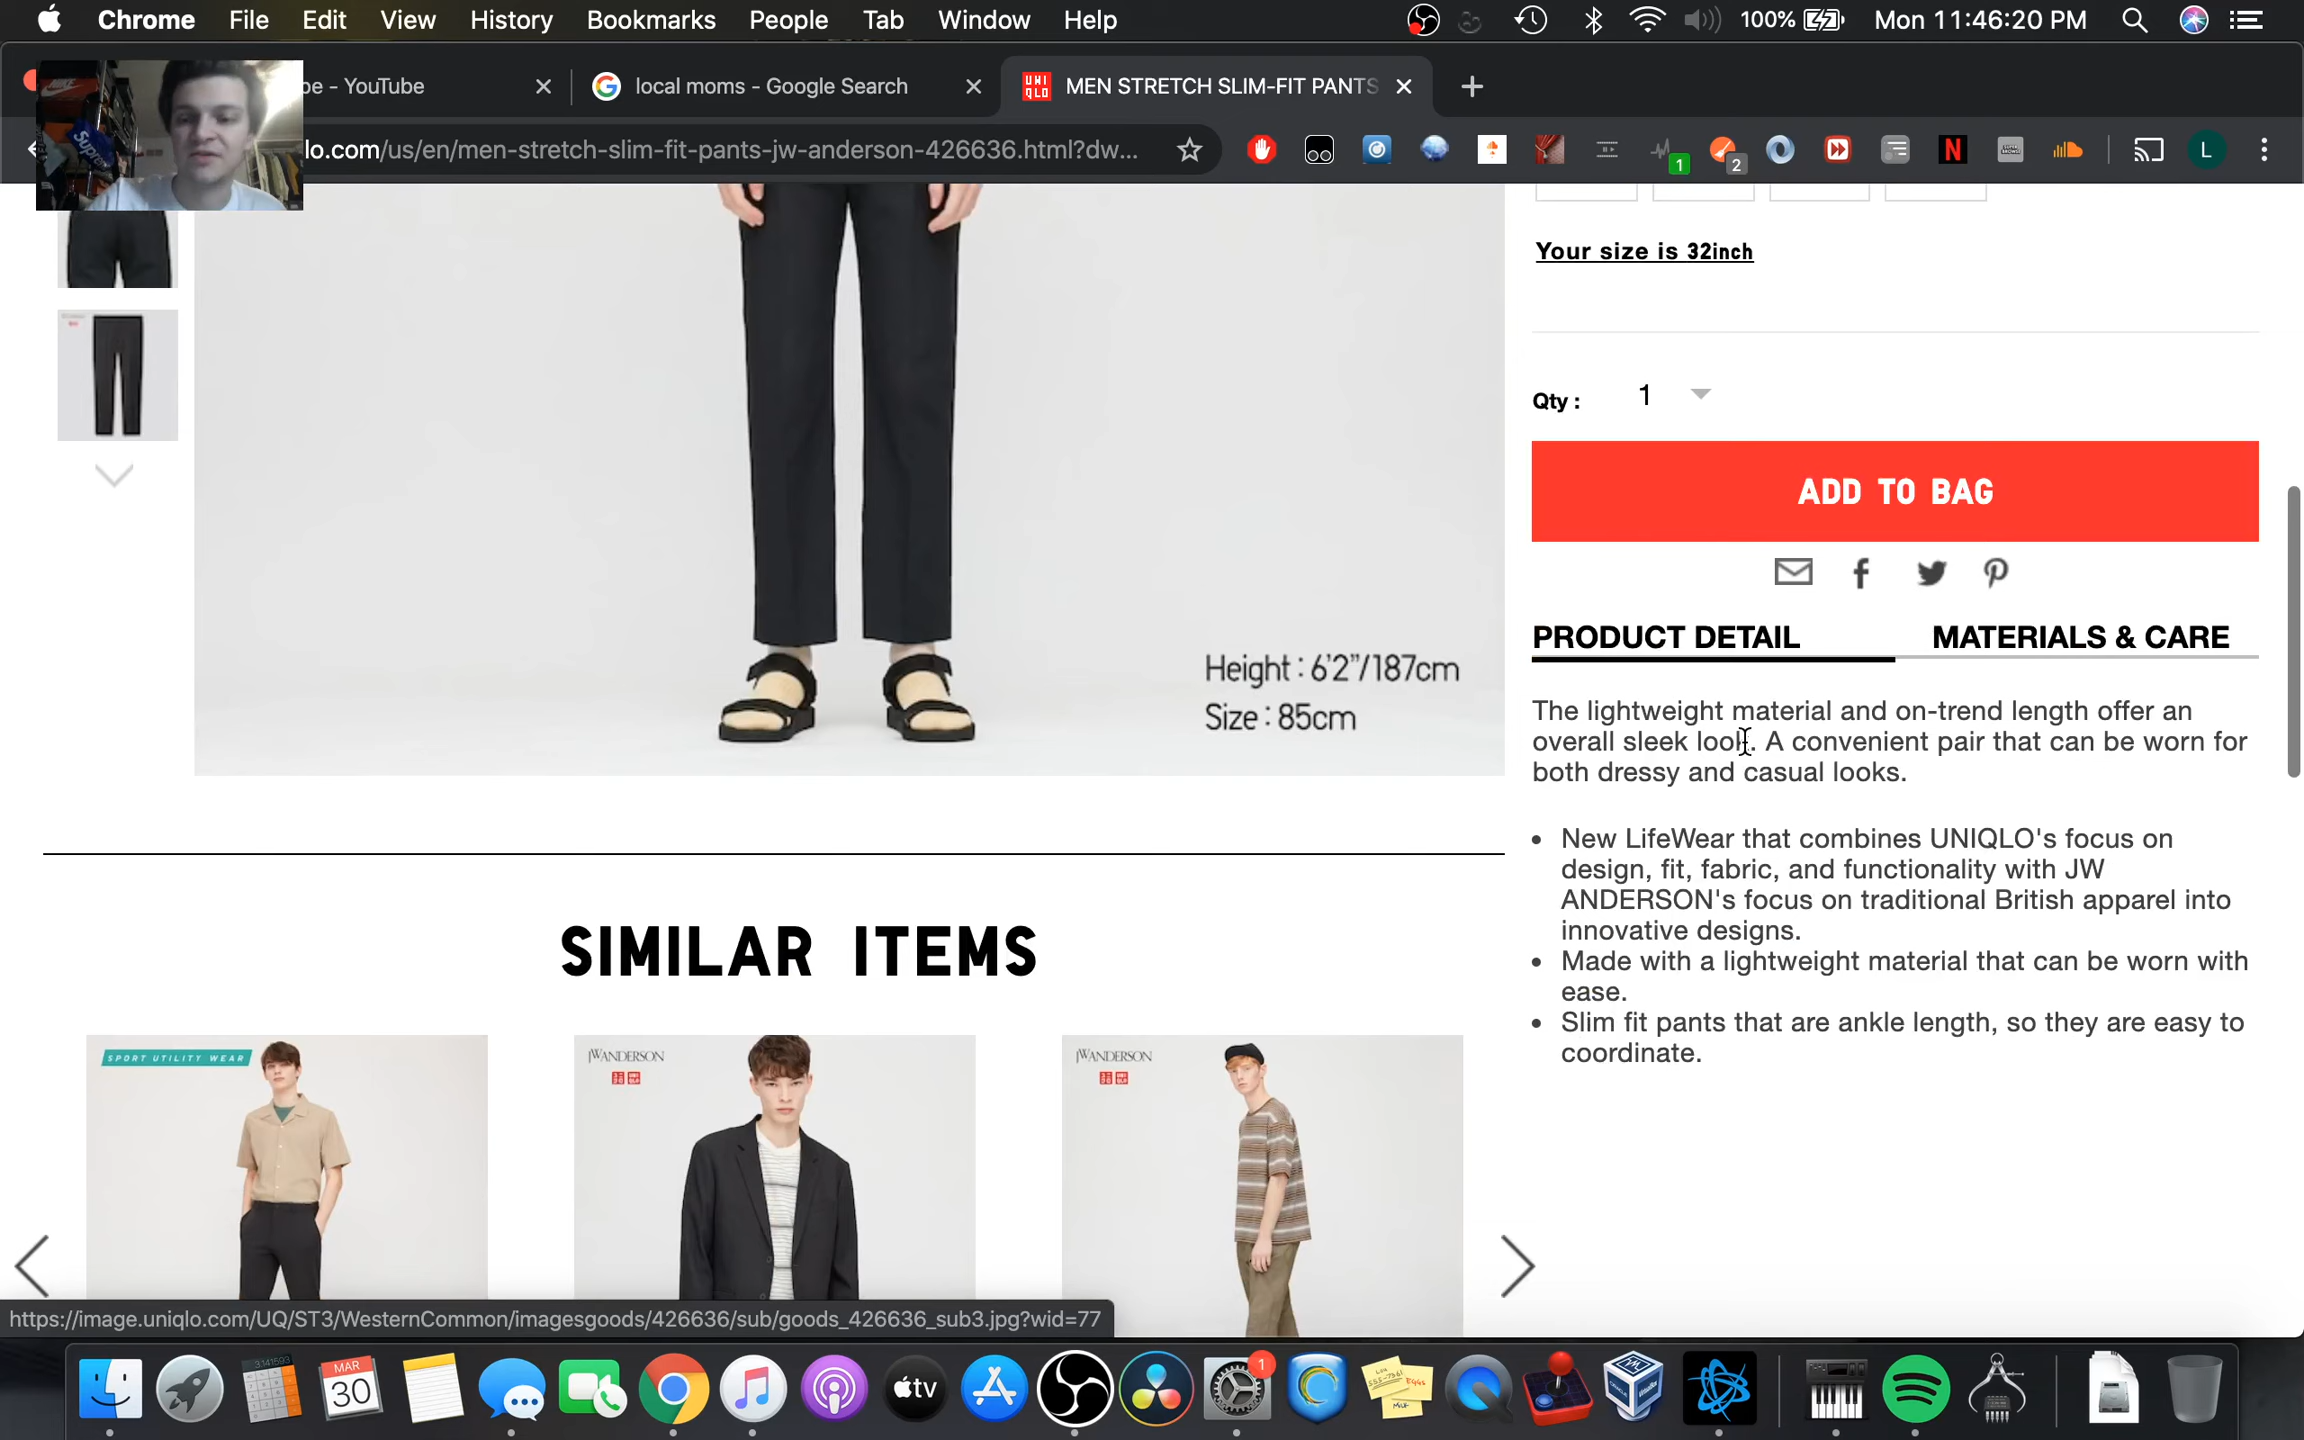 Chrome File Edit View History Bookmarks People Tab Window Help 100% Mon 11:46:20 PM
be - YouTube
local moms - Google Search
MEN STRETCH SLIM-FIT PANTS
lo.com/us/en/men-stretch-slim-fit-pants-jw-anderson-426636.html?dw...
1
2
N
L
NIKE
Supreme
Your size is 32inch
Qty : 1
ADD TO BAG
PRODUCT DETAIL
MATERIALS & CARE
Height : 6'2"/187cm
Size : 85cm
The lightweight material and on-trend length offer an
overall sleek look. A convenient pair that can be worn for
both dressy and casual looks.
• New LifeWear that combines UNIQLO's focus on
design, fit, fabric, and functionality with JW
ANDERSON's focus on traditional British apparel into
innovative designs.
• Made with a lightweight material that can be worn with
ease.
• Slim fit pants that are ankle length, so they are easy to
coordinate.
SIMILAR ITEMS
SPORT UTILITY WEAR
JWANDERSON
JWANDERSON
https://image.uniqlo.com/UQ/ST3/WesternCommon/imagesgoods/426636/sub/goods_426636_sub3.jpg?wid=77
3.141593
MAR
30
tv
1